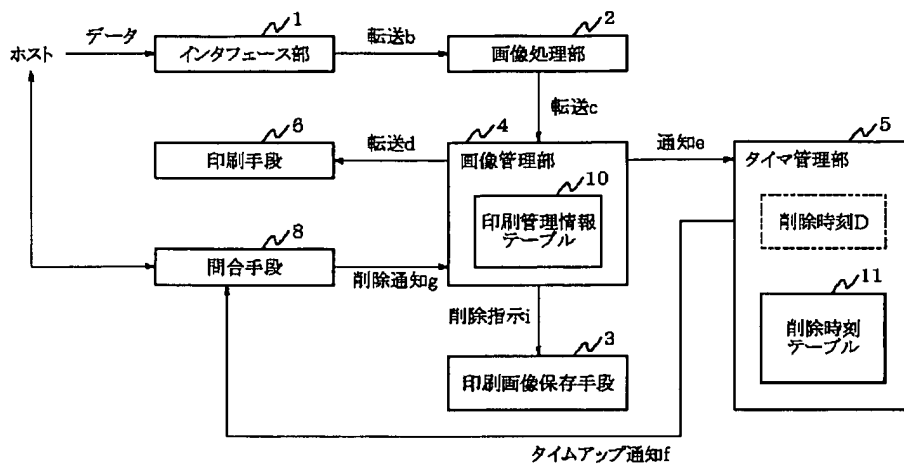 データ
1
2
ホスト
インタフェース部
転送b
画像処理部
転送c
6
転送d
4
通知e
5
印刷手段
画像管理部
タイマ管理部
10
削除時刻D
印刷管理情報
テーブル
8
問合手段
削除通知g
11
削除時刻
テーブル
削除指示i
3
印刷画像保存手段
タイムアップ通知f